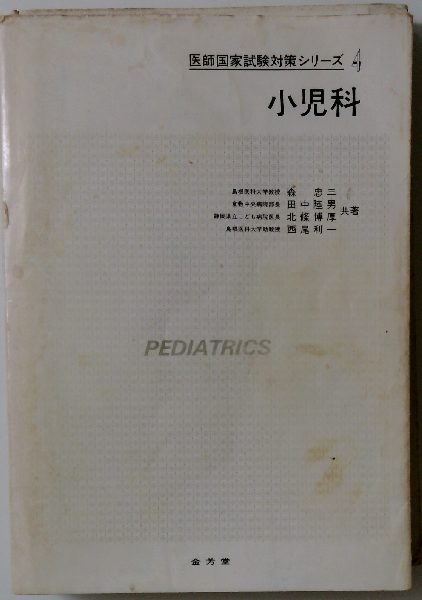 医師国家試験対策シリーズ 4
小児科
島根医科大学教授 森 忠三
倉敷中央病院部長 田中陸男
静岡県立こども病院医長 北條博厚
島根医科大学助教授 西尾利一
共著
PEDIATRICS
金芳堂